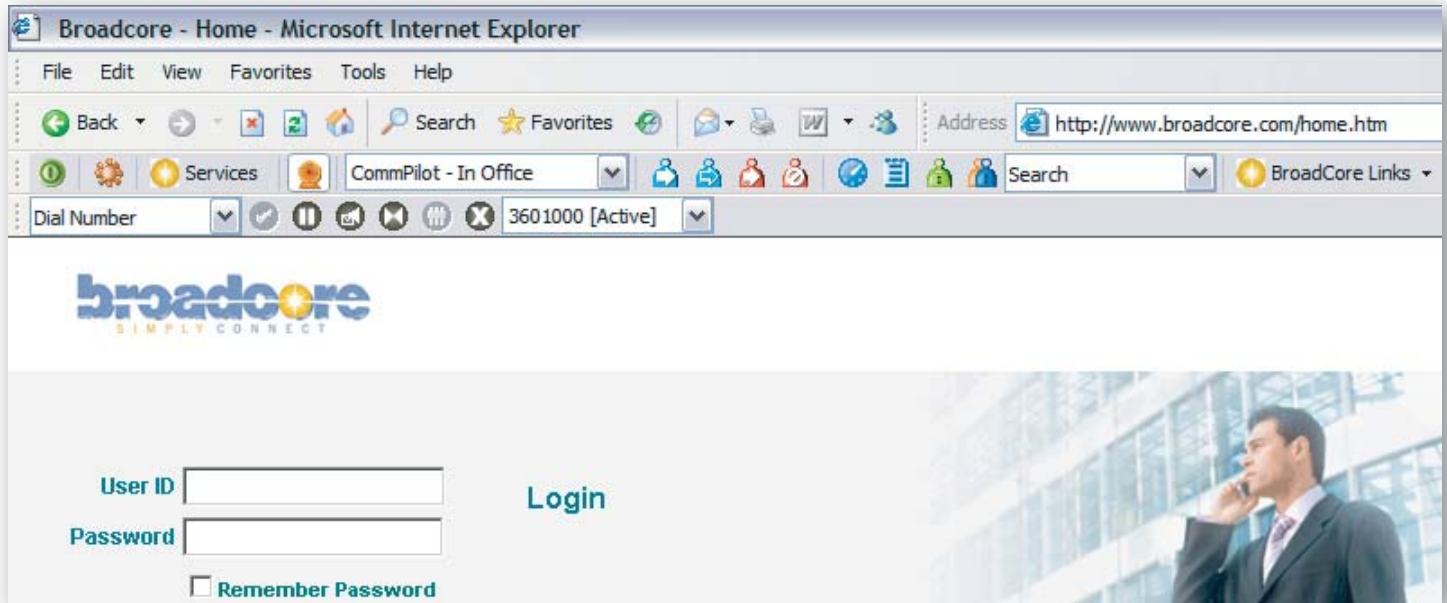 Broadcore - Home - Microsoft Internet Explorer
File Edit View Favorites Tools Help
Back Search Favorites W Address http://www.broadcore.com/home.htm
Services CommPilot - In Office Search BroadCore Links
Dial Number 3601000 [Active]
broadcore
SIMPLY CONNECT
User ID
Login
Password
Remember Password